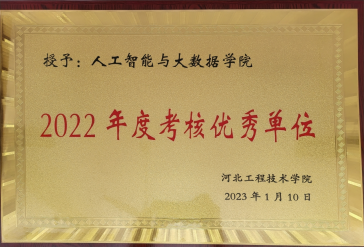 授予：人工智能与大数据学院
2022年度考核优秀单位
河北工程技术学院
2023年1月10日